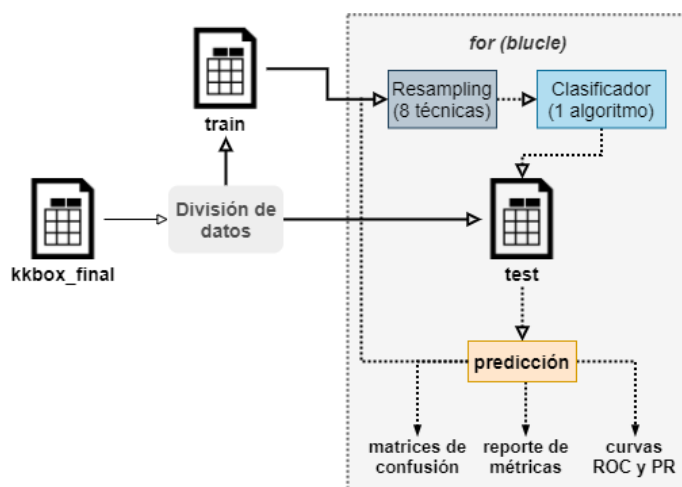 for (blucle)
Resampling
(8 técnicas)
Clasificador
(1 algoritmo)
train
División de
datos
kkbox_final
test
predicción
matrices de
confusión
reporte de
métricas
curvas
ROC y PR